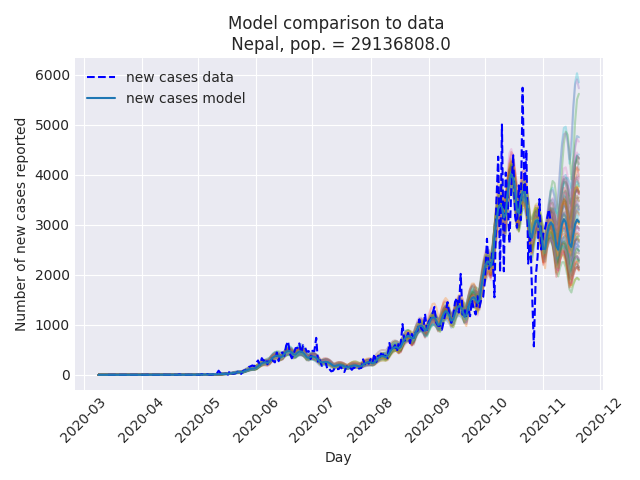 Model comparison to data
Nepal, pop. = 29136808.0
new cases data
new cases model
Number of new cases reported
6000
5000
4000
3000
2000
1000
0
2020-03
2020-04
2020-05
2020-06
2020-07
2020-08
2020-09
2020-10
2020-11
2020-12
Day